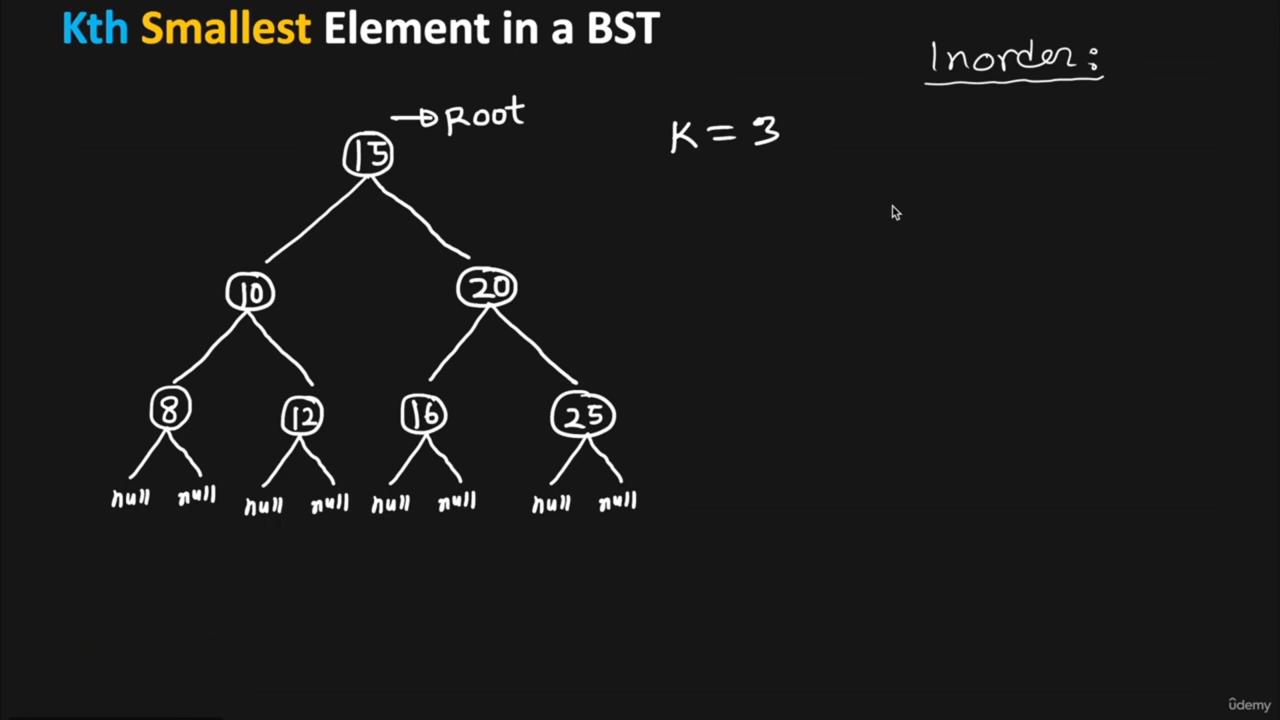 Kth Smallest Element in a BST
Inorder:
→ Root
K = 3
15
10 20
8 12 16 25
null null null null null null null null
ûdemy